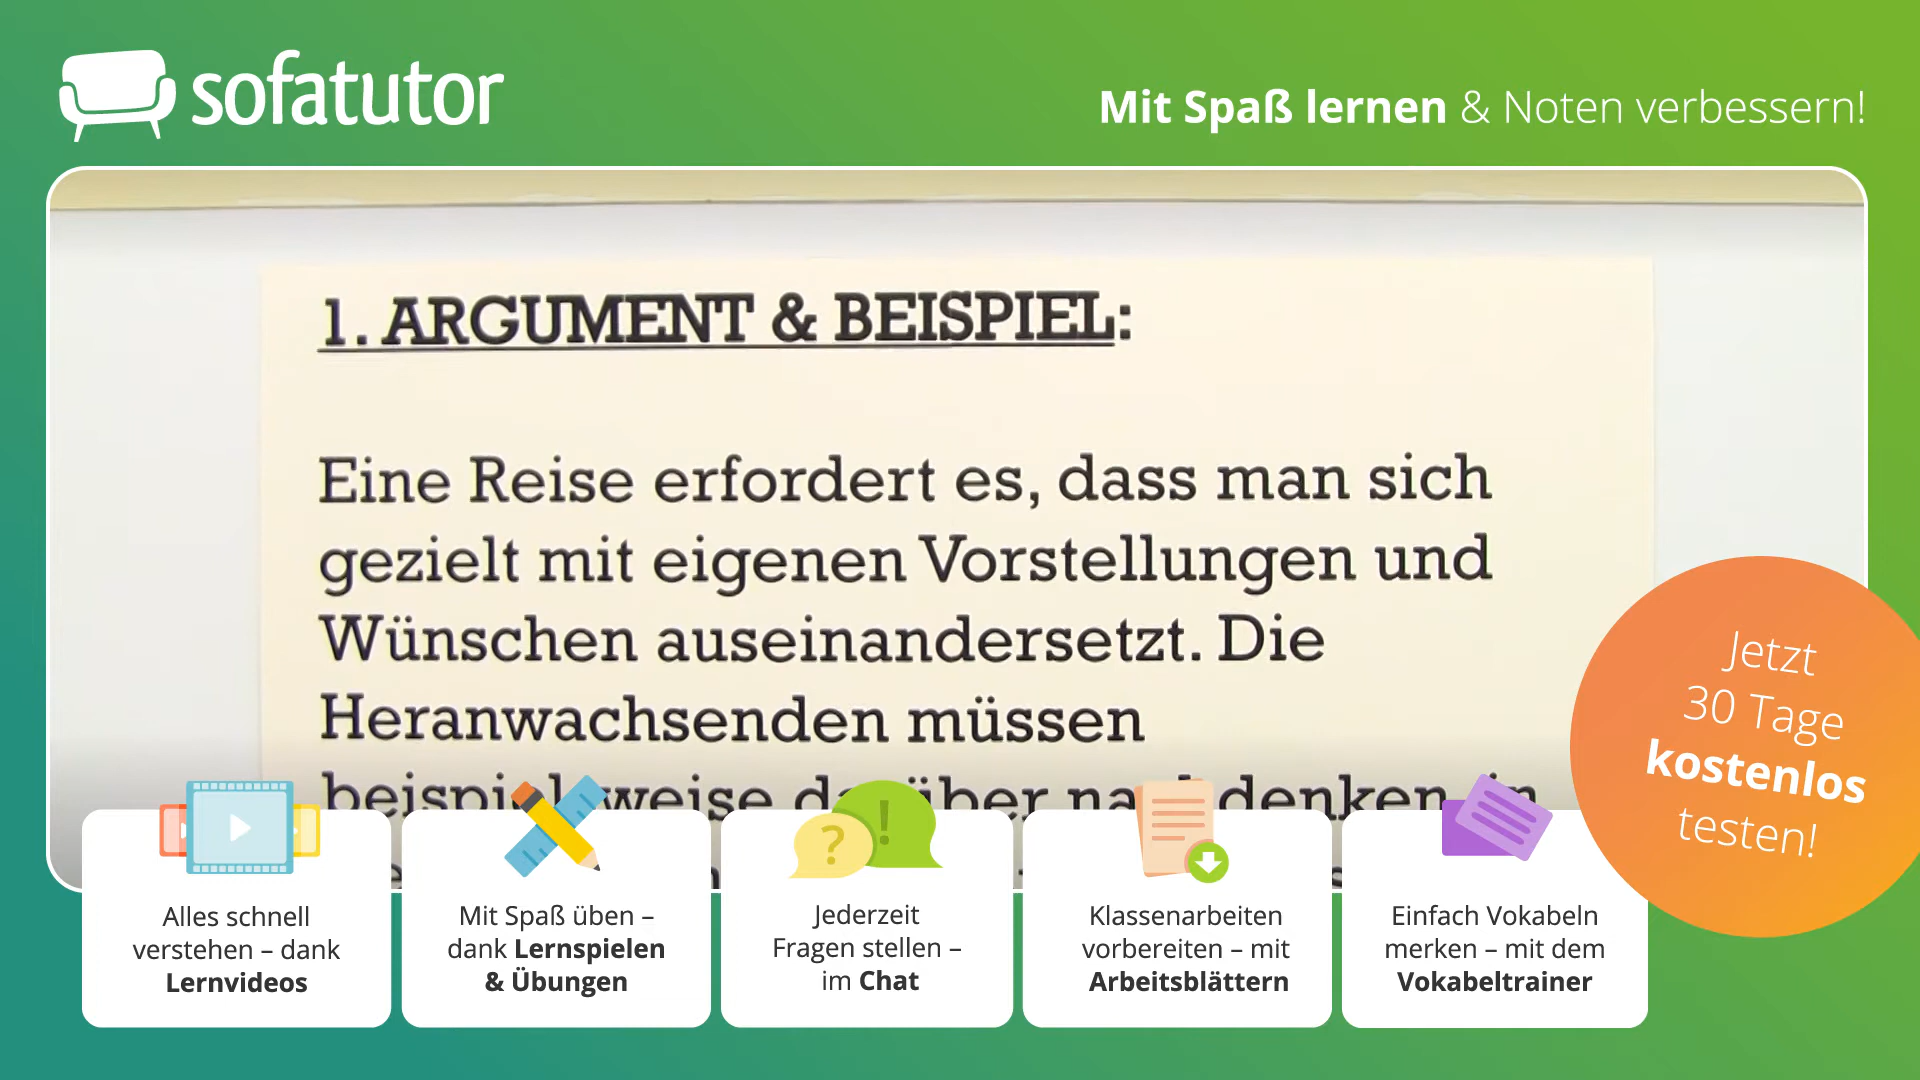 sofatutor
Mit Spaß lernen & Noten verbessern!
1. ARGUMENT & BEISPIEL:
Eine Reise erfordert es, dass man sich
gezielt mit eigenen Vorstellungen und
Wünschen auseinandersetzt. Die
Heranwachsenden müssen
Jetzt
30 Tage
kostenlos
testen!
Alles schnell
verstehen – dank
Lernvideos
Mit Spaß üben –
dank Lernspielen
& Übungen
Jederzeit
Fragen stellen –
im Chat
Klassenarbeiten
vorbereiten – mit
Arbeitsblättern
Einfach Vokabeln
merken – mit dem
Vokabeltrainer